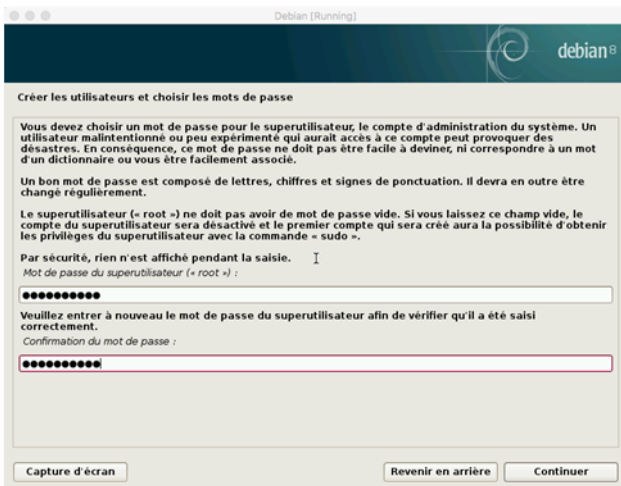 Debian [Running]
debian 8
Créer les utilisateurs et choisir les mots de passe
Vous devez choisir un mot de passe pour le superutilisateur, le compte d'administration du système. Un
utilisateur malintentionné ou peu expérimenté qui aurait accès à ce compte peut provoquer des
désastres. En conséquence, ce mot de passe ne doit pas être facile à deviner, ni correspondre à un mot
d'un dictionnaire ou vous être facilement associé.
Un bon mot de passe est composé de lettres, chiffres et signes de ponctuation. Il devra en outre être
changé régulièrement.
Le superutilisateur (« root ») ne doit pas avoir de mot de passe vide. Si vous laissez ce champ vide, le
compte du superutilisateur sera désactivé et le premier compte qui sera créé aura la possibilité d'obtenir
les privilèges du superutilisateur avec la commande « sudo ».
Par sécurité, rien n'est affiché pendant la saisie.
Mot de passe du superutilisateur (« root ») :
●●●●●●●●●●
Veuillez entrer à nouveau le mot de passe du superutilisateur afin de vérifier qu'il a été saisi
correctement.
Confirmation du mot de passe :
●●●●●●●●●●
Capture d'écran
Revenir en arrière
Continuer